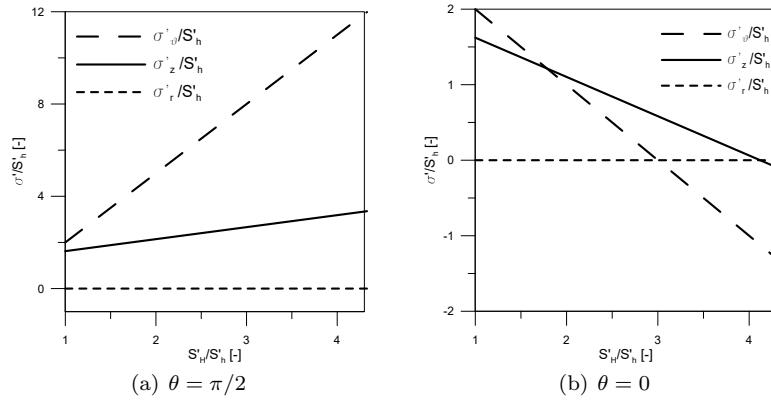 12
8
4
0
σ'/S'h [-]
σ'ϑ/S'h
σ'z/S'h
σ'r/S'h
1 2 3 4
S'H/S'h [-]
(a) θ = π/2
2
1
0
-1
-2
σ'/S'h [-]
σ'ϑ/S'h
σ'z/S'h
σ'r/S'h
1 2 3 4
S'H/S'h [-]
(b) θ = 0